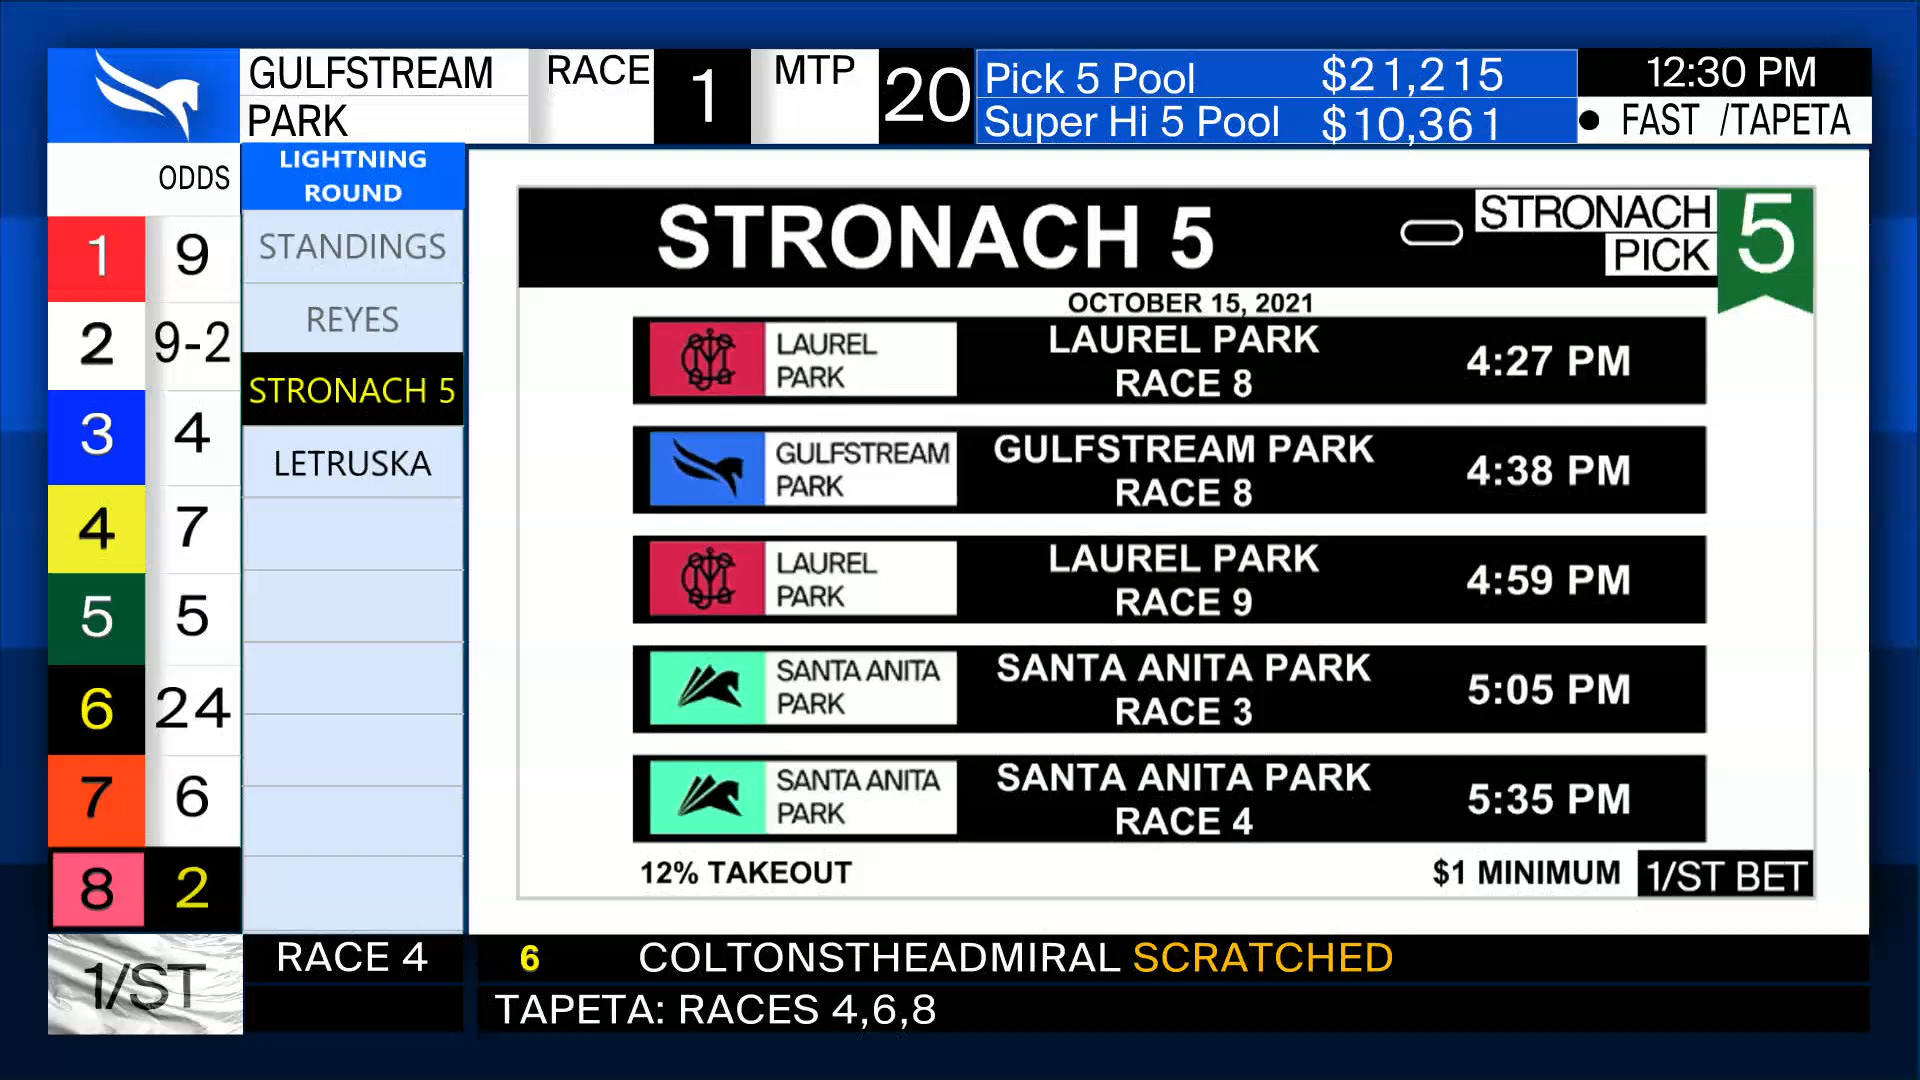 GULFSTREAM
PARK
RACE 1 MTP 20
Pick 5 Pool $21,215
Super Hi 5 Pool $10,361
12:30 PM
FAST /TAPETA
ODDS
1 9
2 9-2
3 4
4 7
5 5
6 24
7 6
8 2
LIGHTNING
ROUND
STANDINGS
REYES
STRONACH 5
LETRUSKA
STRONACH 5
STRONACH
PICK
5
OCTOBER 15, 2021
LAUREL
PARK
LAUREL PARK
RACE 8
4:27 PM
GULFSTREAM
PARK
GULFSTREAM PARK
RACE 8
4:38 PM
LAUREL
PARK
LAUREL PARK
RACE 9
4:59 PM
SANTA ANITA
PARK
SANTA ANITA PARK
RACE 3
5:05 PM
SANTA ANITA
PARK
SANTA ANITA PARK
RACE 4
5:35 PM
12% TAKEOUT
$1 MINIMUM
1/ST BET
1/ST
RACE 4
6 COLTONSTHEADMIRAL SCRATCHED
TAPETA: RACES 4,6,8